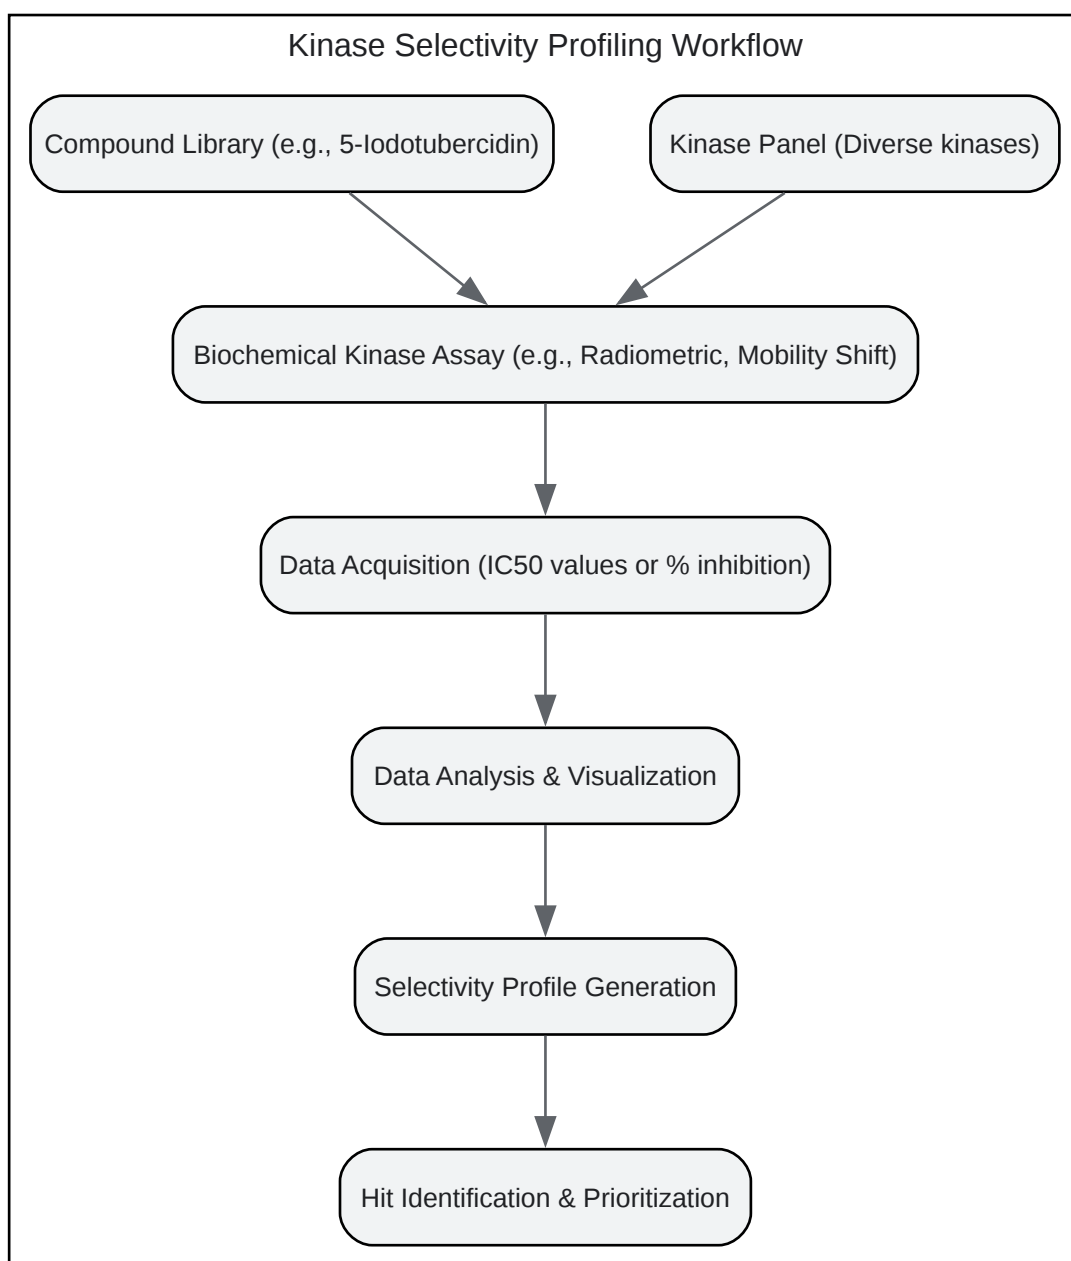 Kinase Selectivity Profiling Workflow
Compound Library (e.g., 5-Iodotubercidin)
Kinase Panel (Diverse kinases)
Biochemical Kinase Assay (e.g., Radiometric, Mobility Shift)
Data Acquisition (IC50 values or % inhibition)
Data Analysis & Visualization
Selectivity Profile Generation
Hit Identification & Prioritization